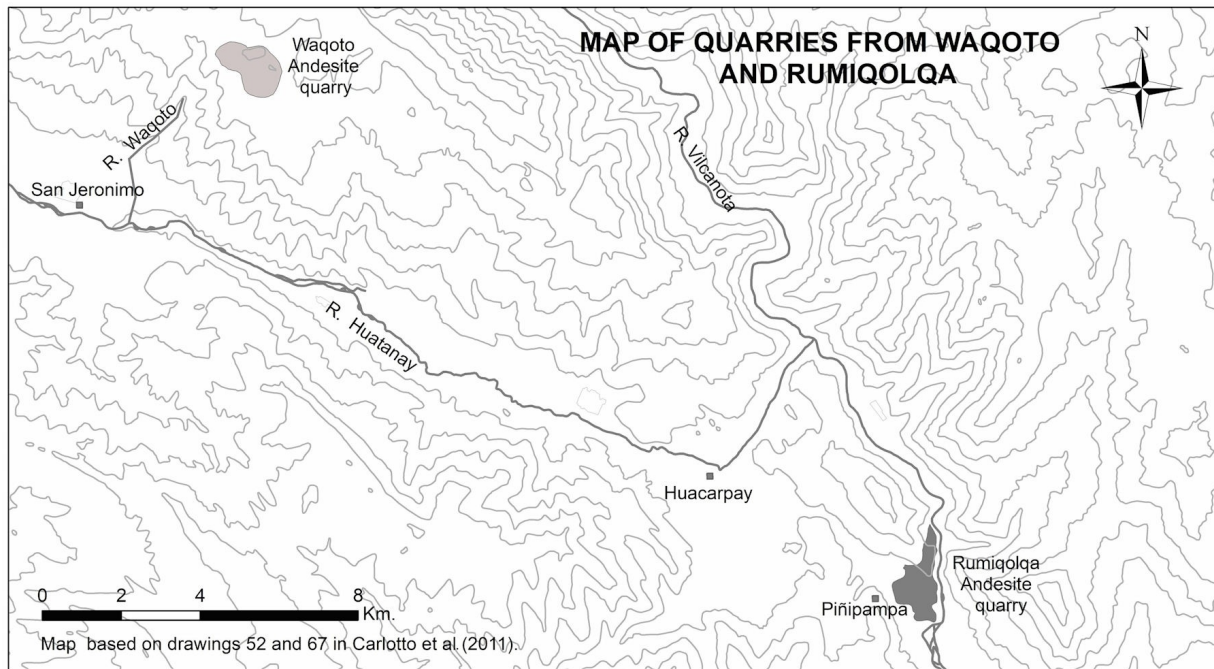 MAP OF QUARRIES FROM WAQOTO
AND RUMIQOLQA
N
Waqoto
Andesite
quarry
R. Waqoto
San Jeronimo
R. Vilcanota
R. Huatanay
Huacarpay
Rumiqolqa
Andesite
quarry
Piñipampa
0 2 4 8
Km.
Map based on drawings 52 and 67 in Carlotto et al.(2011).